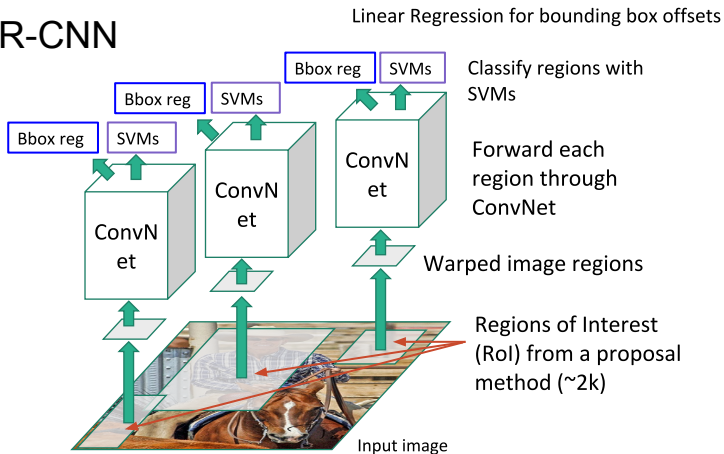 Linear Regression for bounding box offsets
R-CNN
Bbox reg
SVMs
Classify regions with
SVMs
Bbox reg
SVMs
Bbox reg
SVMs
ConvN
et
Forward each
region through
ConvNet
ConvN
et
ConvN
et
Warped image regions
Regions of Interest
(RoI) from a proposal
method (~2k)
Input image